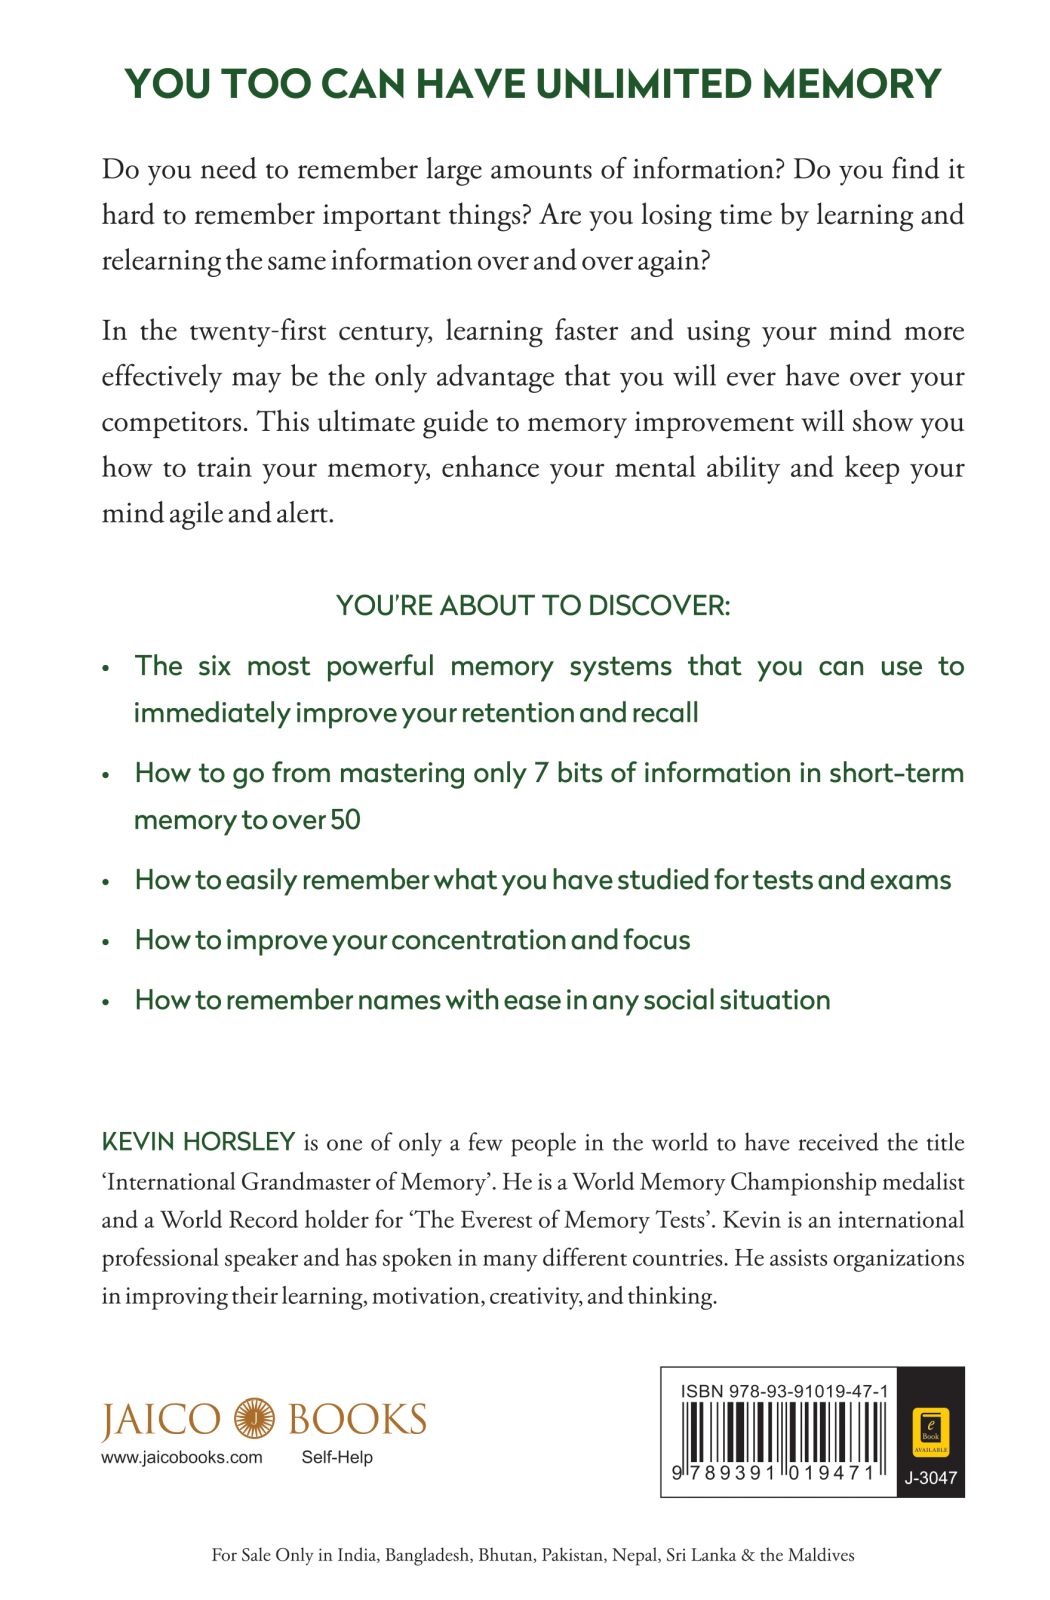 YOU TOO CAN HAVE UNLIMITED MEMORY
Do you need to remember large amounts of information? Do you find it
hard to remember important things? Are you losing time by learning and
relearning the same information over and over again?
In the twenty-first century, learning faster and using your mind more
effectively may be the only advantage that you will ever have over your
competitors. This ultimate guide to memory improvement will show you
how to train your memory, enhance your mental ability and keep your
mind agile and alert.
YOU’RE ABOUT TO DISCOVER:
• The six most powerful memory systems that you can use to
immediately improve your retention and recall
• How to go from mastering only 7 bits of information in short-term
memory to over 50
• How to easily remember what you have studied for tests and exams
• How to improve your concentration and focus
• How to remember names with ease in any social situation
KEVIN HORSLEY is one of only a few people in the world to have received the title
‘International Grandmaster of Memory’. He is a World Memory Championship medalist
and a World Record holder for ‘The Everest of Memory Tests’. Kevin is an international
professional speaker and has spoken in many different countries. He assists organizations
in improving their learning, motivation, creativity, and thinking.
JAICO J BOOKS
www.jaicobooks.com Self-Help
ISBN 978-93-91019-47-1
9 789391 019471
e
Book
AVAILABLE
J-3047
For Sale Only in India, Bangladesh, Bhutan, Pakistan, Nepal, Sri Lanka & the Maldives